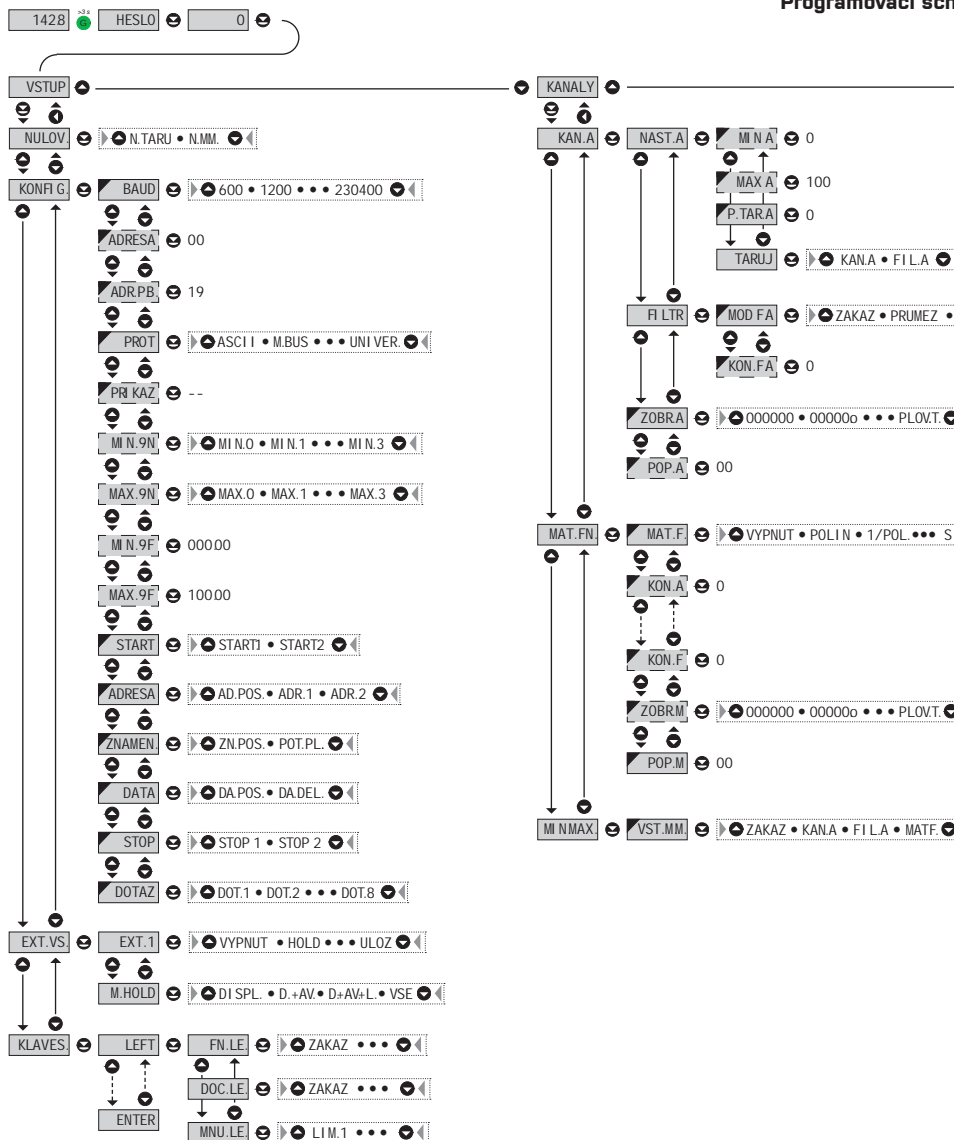 Programovací sch
1428 >3 s G HESLO 0
VSTUP
KANALY
NULOV. N.TARU • N.MM.
KONFIG. BAUD 600 • 1200 • • • 230400
ADRESA 00
ADR.PB. 19
PROT ASCII • M.BUS • • • UNIVER.
PRIKAZ --
MIN.9N MIN.0 • MIN.1 • • • MIN.3
MAX.9N MAX.0 • MAX.1 • • • MAX.3
MIN.9F 00000
MAX.9F 10000
START START1 • START2
ADRESA AD.POS. • ADR.1 • ADR.2
ZNAMEN. ZN.POS. • POT.PL.
DATA DA.POS. • DA.DEL.
STOP STOP 1 • STOP 2
DOTAZ DOT.1 • DOT.2 • • • DOT.8
EXT.VS. EXT.1 VYPNUT • HOLD • • • ULOZ
M.HOLD DISPL. • D.+AV. • D.+AV.+L. • VSE
KLAVES. LEFT FN.LE. ZAKAZ • • •
DOC.LE. ZAKAZ • • •
ENTER
MNU.LE. LIM.1 • • •
KAN.A NAST.A MIN A 0
MAX A 100
P.TAR.A 0
TARUJ KAN.A • FIL.A
FILTR MOD FA ZAKAZ • PRUMEZ •
KON.FA 0
ZOBR.A 000000 • 00000o • • • PLOV.T.
POP.A 00
MAT.FN. MAT.F. VYPNUT • POLIN • 1/POL. • • • S
KON.A 0
KON.F 0
ZOBR.M 000000 • 00000o • • • PLOV.T.
POP.M 00
MINMAX. VST.MM. ZAKAZ • KAN.A • FIL.A • MAT.F.